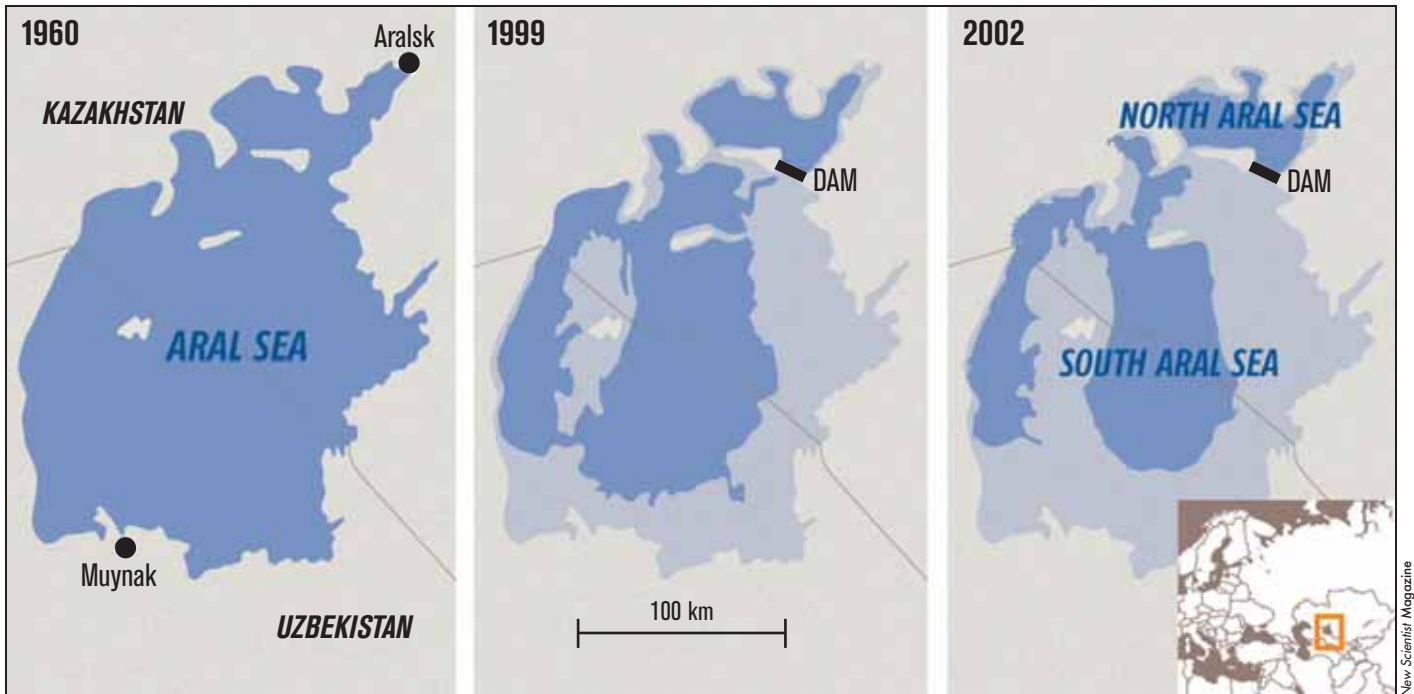 1960
Aralsk
KAZAKHSTAN
ARAL SEA
Muynak
UZBEKISTAN
1999
DAM
100 km
2002
NORTH ARAL SEA
DAM
SOUTH ARAL SEA
New Scientist Magazine